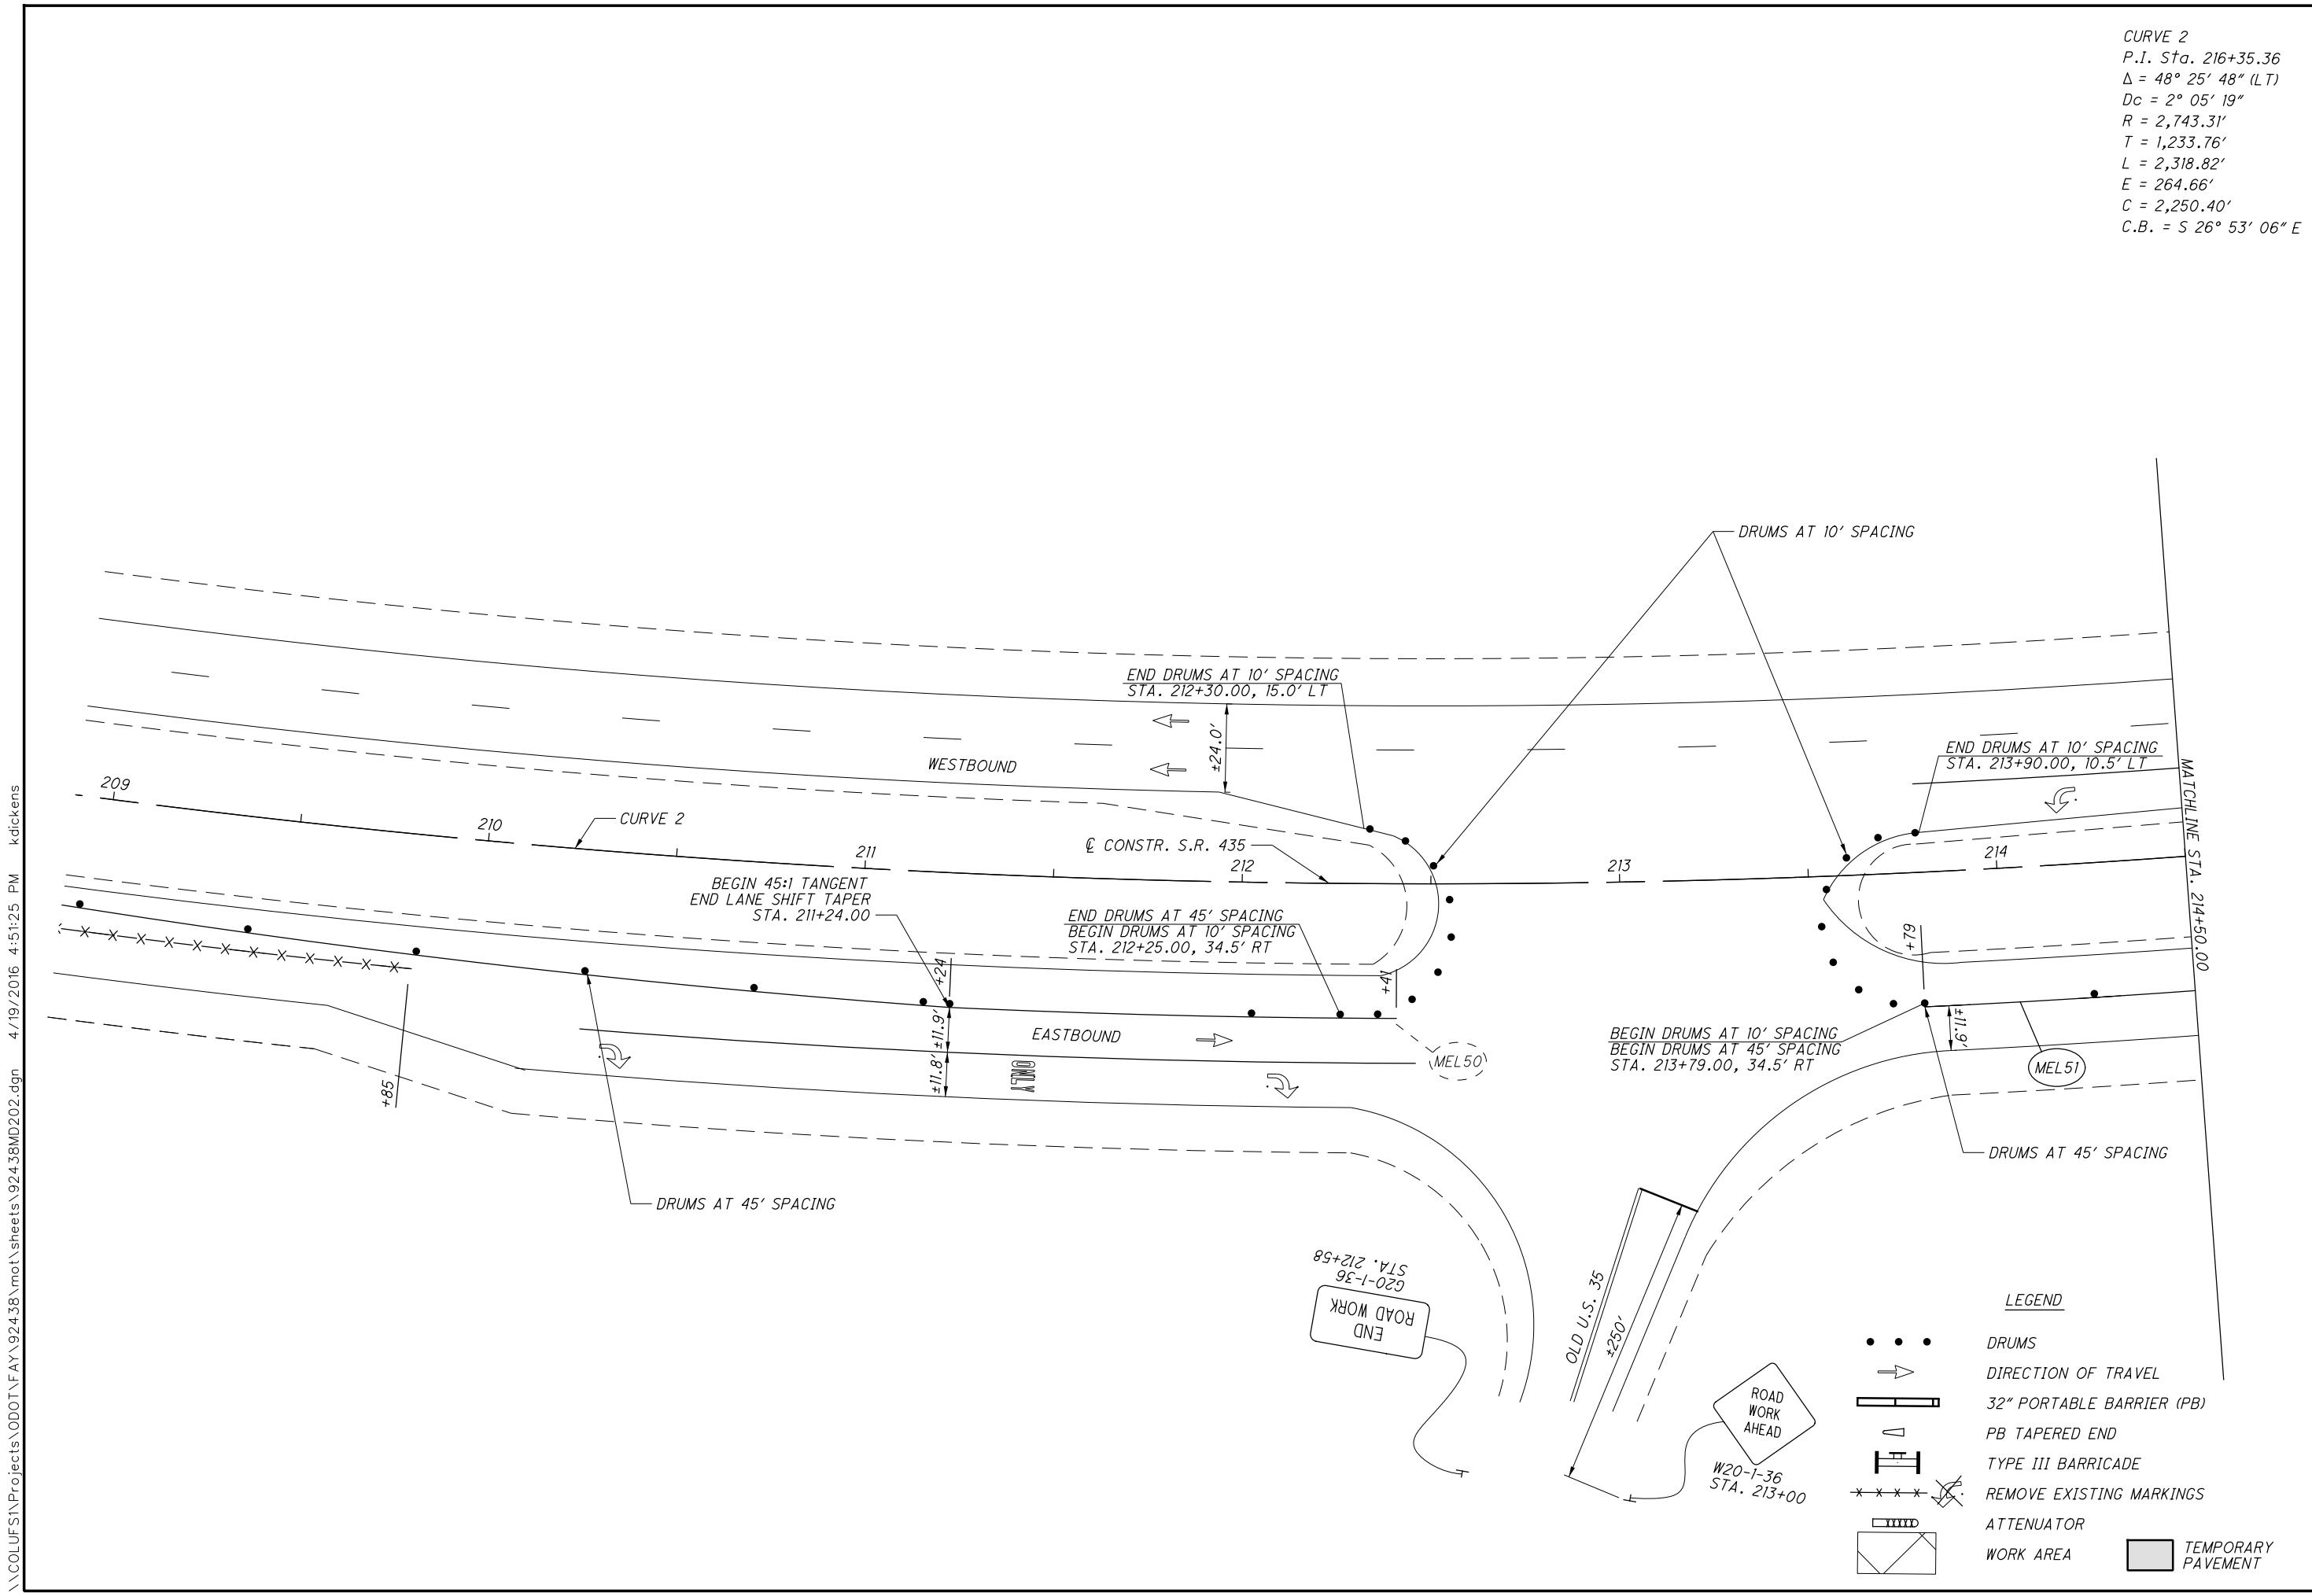 CURVE 2
P.I. Sta. 216+35.36
Δ = 48° 25' 48" (LT)
Dc = 2° 05' 19"
R = 2,743.31'
T = 1,233.76'
L = 2,318.82'
E = 264.66'
C = 2,250.40'
C.B. = S 26° 53' 06" E
DRUMS AT 10' SPACING
END DRUMS AT 10' SPACING
STA. 212+30.00, 15.0' LT
±24.0'
WESTBOUND
END DRUMS AT 10' SPACING
STA. 213+90.00, 10.5' LT
MATCHLINE STA. 214+50.00
209
210
CURVE 2
211
℄ CONSTR. S.R. 435
212
213
214
BEGIN 45:1 TANGENT
END LANE SHIFT TAPER
STA. 211+24.00
END DRUMS AT 45' SPACING
BEGIN DRUMS AT 10' SPACING
STA. 212+25.00, 34.5' RT
+24
+41
+79
±11.9'
±11.8'
EASTBOUND
ONLY
MEL50
+85
BEGIN DRUMS AT 10' SPACING
BEGIN DRUMS AT 45' SPACING
STA. 213+79.00, 34.5' RT
±11.9'
MEL51
DRUMS AT 45' SPACING
DRUMS AT 45' SPACING
G20-1-36
STA. 212+58
END
ROAD WORK
OLD U.S. 35
±250'
ROAD
WORK
AHEAD
W20-1-36
STA. 213+00
LEGEND
DRUMS
DIRECTION OF TRAVEL
32" PORTABLE BARRIER (PB)
PB TAPERED END
TYPE III BARRICADE
REMOVE EXISTING MARKINGS
ATTENUATOR
WORK AREA
TEMPORARY
PAVEMENT
\\COLUFS1\Projects\ODOT\FAY\92438\mot\sheets\92438MD202.dgn 4/19/2016 4:51:25 PM kdickens